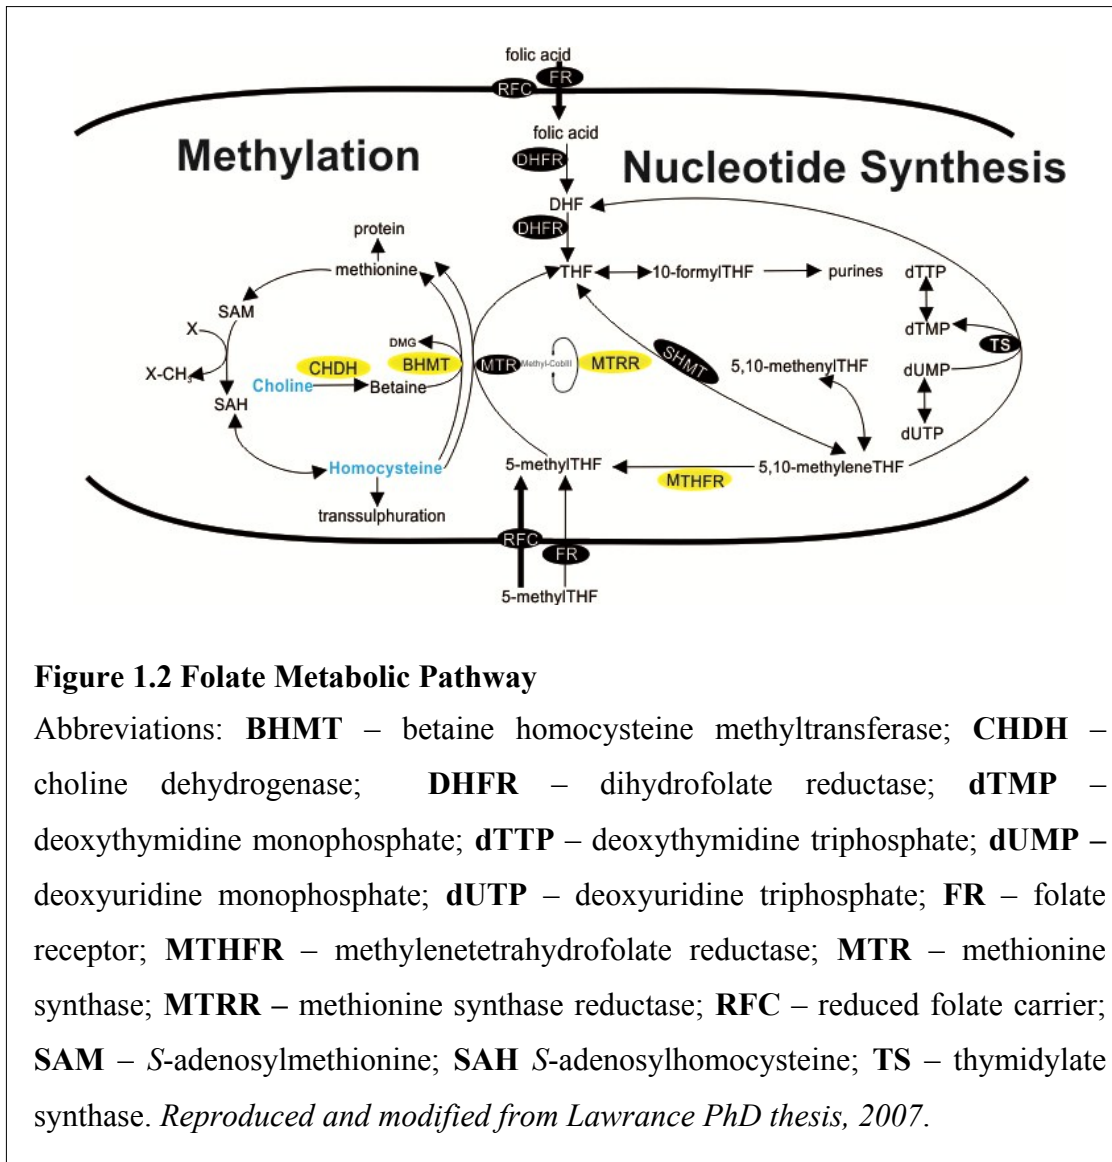 folic acid
RFC FR
folic acid
Methylation
DHFR
Nucleotide Synthesis
DHF
DHFR
protein
methionine
THF
10-formylTHF
purines
dTTP
SAM
X
X-CH3
SAH
dTMP
TS
DMG
CHDH
BHMT
MTR
Methyl-CobIII
MTRR
SHMT
5,10-methenylTHF
dUMP
Choline
Betaine
dUTP
Homocysteine
5-methylTHF
MTHFR
5,10-methyleneTHF
transsulphuration
RFC
FR
5-methylTHF
Figure 1.2 Folate Metabolic Pathway
Abbreviations: BHMT – betaine homocysteine methyltransferase; CHDH –
choline dehydrogenase; DHFR – dihydrofolate reductase; dTMP –
deoxythymidine monophosphate; dTTP – deoxythymidine triphosphate; dUMP –
deoxyuridine monophosphate; dUTP – deoxyuridine triphosphate; FR – folate
receptor; MTHFR – methylenetetrahydrofolate reductase; MTR – methionine
synthase; MTRR – methionine synthase reductase; RFC – reduced folate carrier;
SAM – S-adenosylmethionine; SAH S-adenosylhomocysteine; TS – thymidylate
synthase. Reproduced and modified from Lawrance PhD thesis, 2007.